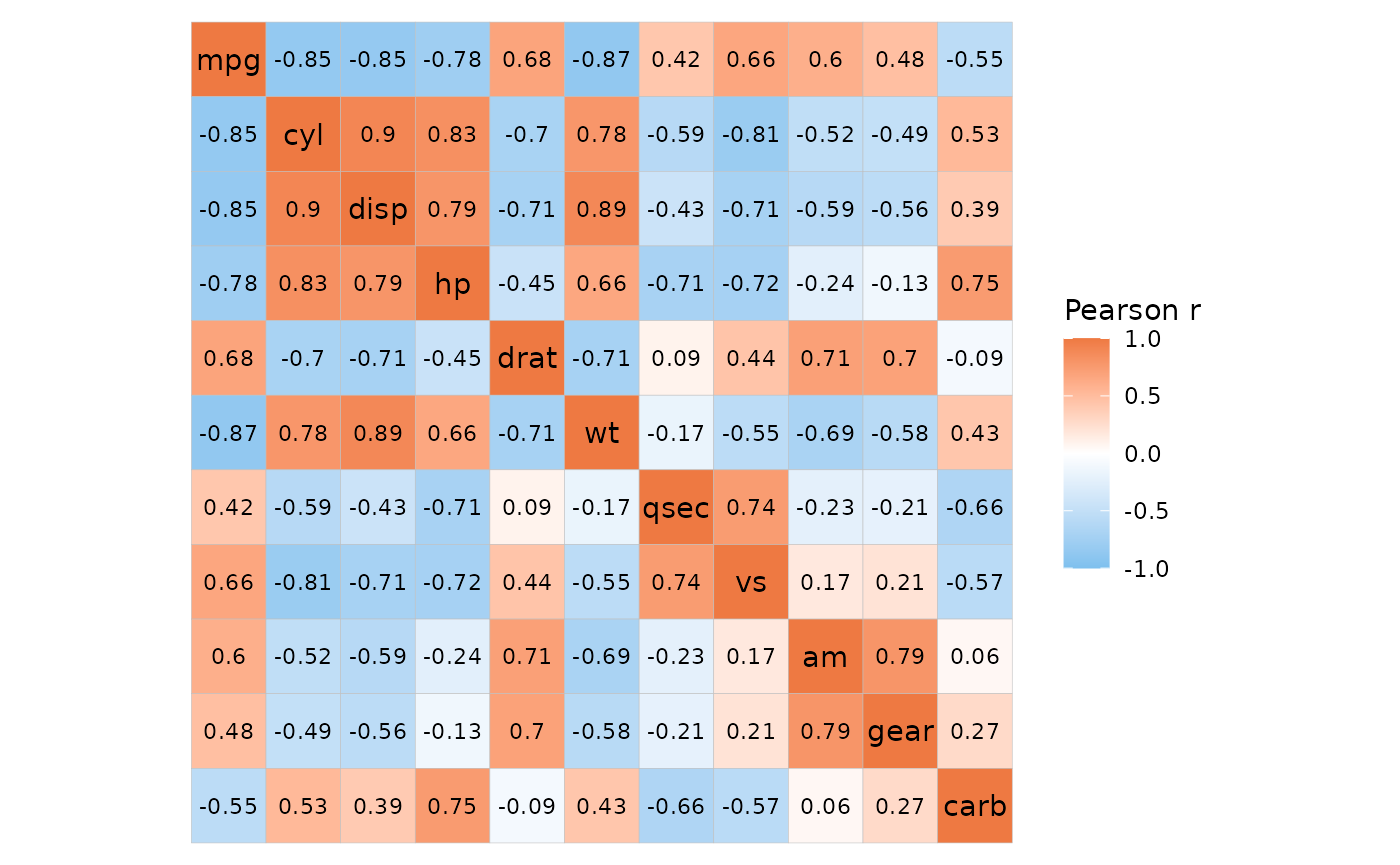 mpg -0.85 -0.85 -0.78 0.68 -0.87 0.42 0.66 0.6 0.48 -0.55
-0.85 cyl 0.9 0.83 -0.7 0.78 -0.59 -0.81 -0.52 -0.49 0.53
-0.85 0.9 disp 0.79 -0.71 0.89 -0.43 -0.71 -0.59 -0.56 0.39
-0.78 0.83 0.79 hp -0.45 0.66 -0.71 -0.72 -0.24 -0.13 0.75
0.68 -0.7 -0.71 -0.45 drat -0.71 0.09 0.44 0.71 0.7 -0.09
-0.87 0.78 0.89 0.66 -0.71 wt -0.17 -0.55 -0.69 -0.58 0.43
0.42 -0.59 -0.43 -0.71 0.09 -0.17 qsec 0.74 -0.23 -0.21 -0.66
0.66 -0.81 -0.71 -0.72 0.44 -0.55 0.74 vs 0.17 0.21 -0.57
0.6 -0.52 -0.59 -0.24 0.71 -0.69 -0.23 0.17 am 0.79 0.06
0.48 -0.49 -0.56 -0.13 0.7 -0.58 -0.21 0.21 0.79 gear 0.27
-0.55 0.53 0.39 0.75 -0.09 0.43 -0.66 -0.57 0.06 0.27 carb
Pearson r
1.0
0.5
0.0
-0.5
-1.0